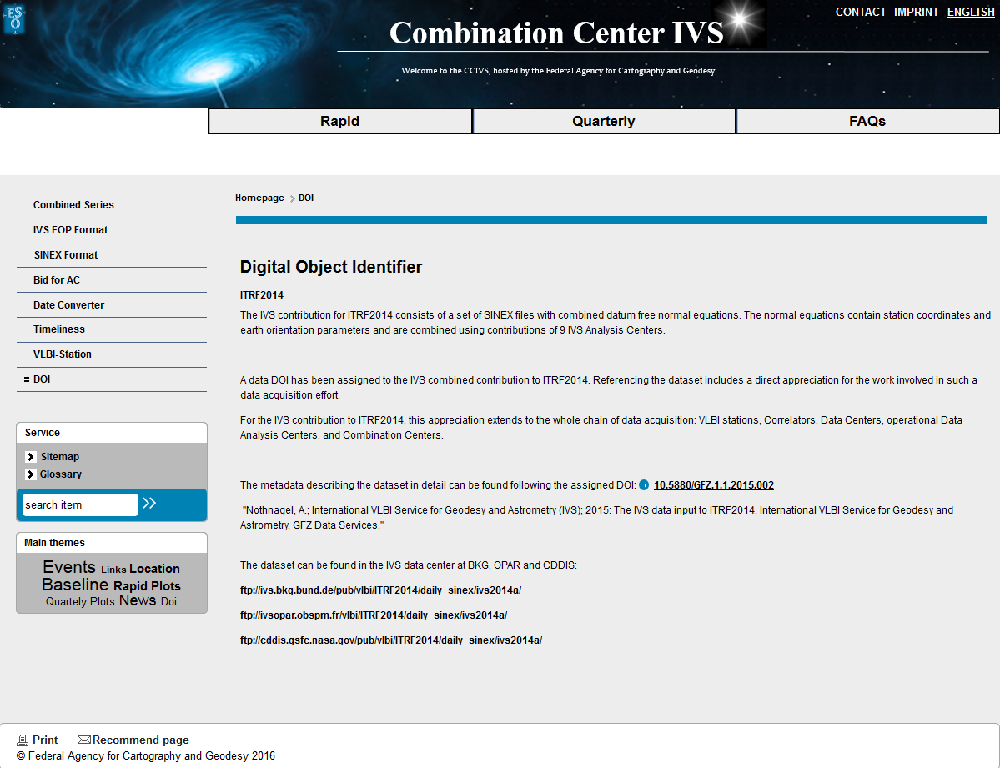 ESO
CONTACT IMPRINT ENGLISH
Combination Center IVS
Welcome to the CCIVS, hosted by the Federal Agency for Cartography and Geodesy
Rapid
Quarterly
FAQs
Combined Series
IVS EOP Format
SINEX Format
Bid for AC
Date Converter
Timeliness
VLBI-Station
DOI
Service
Sitemap
Glossary
search item
Main themes
Events Links Location
Baseline Rapid Plots
Quartely Plots News Doi
Homepage > DOI
Digital Object Identifier
ITRF2014
The IVS contribution for ITRF2014 consists of a set of SINEX files with combined datum free normal equations. The normal equations contain station coordinates and
earth orientation parameters and are combined using contributions of 9 IVS Analysis Centers.
A data DOI has been assigned to the IVS combined contribution to ITRF2014. Referencing the dataset includes a direct appreciation for the work involved in such a
data acquisition effort.
For the IVS contribution to ITRF2014, this appreciation extends to the whole chain of data acquisition: VLBI stations, Correlators, Data Centers, operational Data
Analysis Centers, and Combination Centers.
The metadata describing the dataset in detail can be found following the assigned DOI: 10.5880/GFZ.1.1.2015.002
"Nothnagel, A.; International VLBI Service for Geodesy and Astrometry (IVS); 2015: The IVS data input to ITRF2014. International VLBI Service for Geodesy and
Astrometry, GFZ Data Services."
The dataset can be found in the IVS data center at BKG, OPAR and CDDIS:
ftp://ivs.bkg.bund.de/pub/vlbi/ITRF2014/daily_sinex/ivs2014a/
ftp://ivsopar.obspm.fr/vlbi/ITRF2014/daily_sinex/ivs2014a/
ftp://cddis.gsfc.nasa.gov/pub/vlbi/ITRF2014/daily_sinex/ivs2014a/
Print Recommend page
© Federal Agency for Cartography and Geodesy 2016